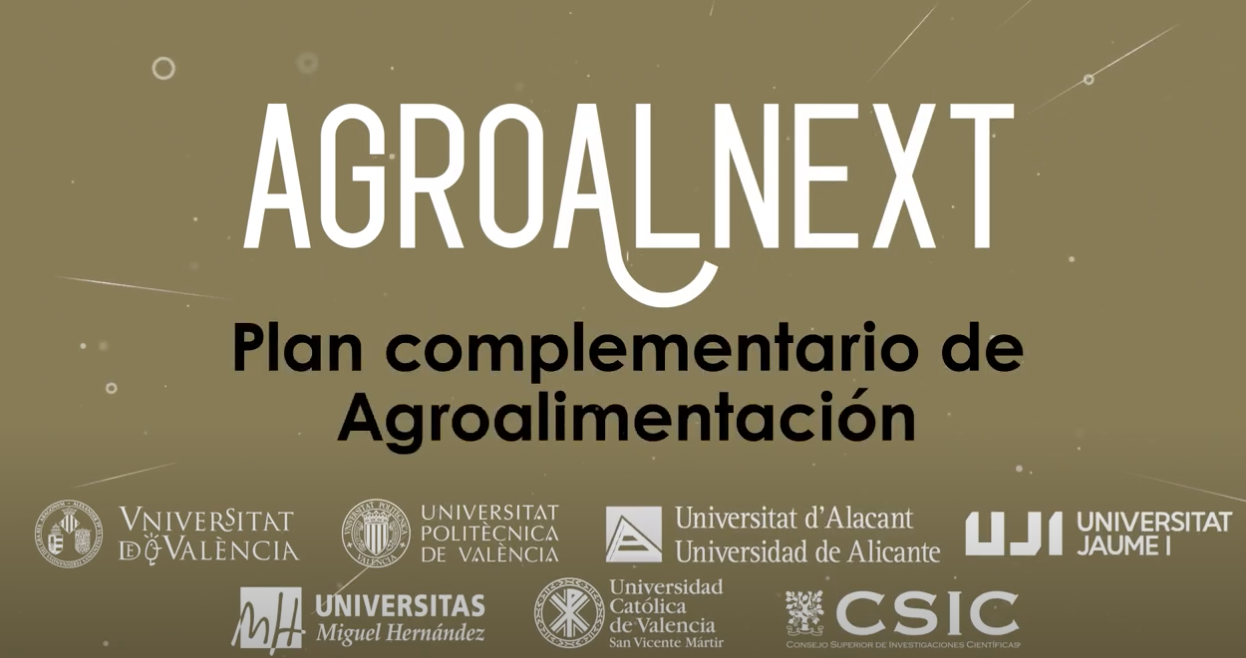 AGROALNEXT
Plan complementario de
Agroalimentación
VNIVERSITAT
DE VALÈNCIA
UNIVERSITAT
POLITÈCNICA
DE VALÈNCIA
Universitat d'Alacant
Universidad de Alicante
UJI UNIVERSITAT
JAUME I
UNIVERSITAS
Miguel Hernández
Universidad
Católica
de Valencia
San Vicente Mártir
CSIC
CONSEJO SUPERIOR DE INVESTIGACIONES CIENTÍFICAS